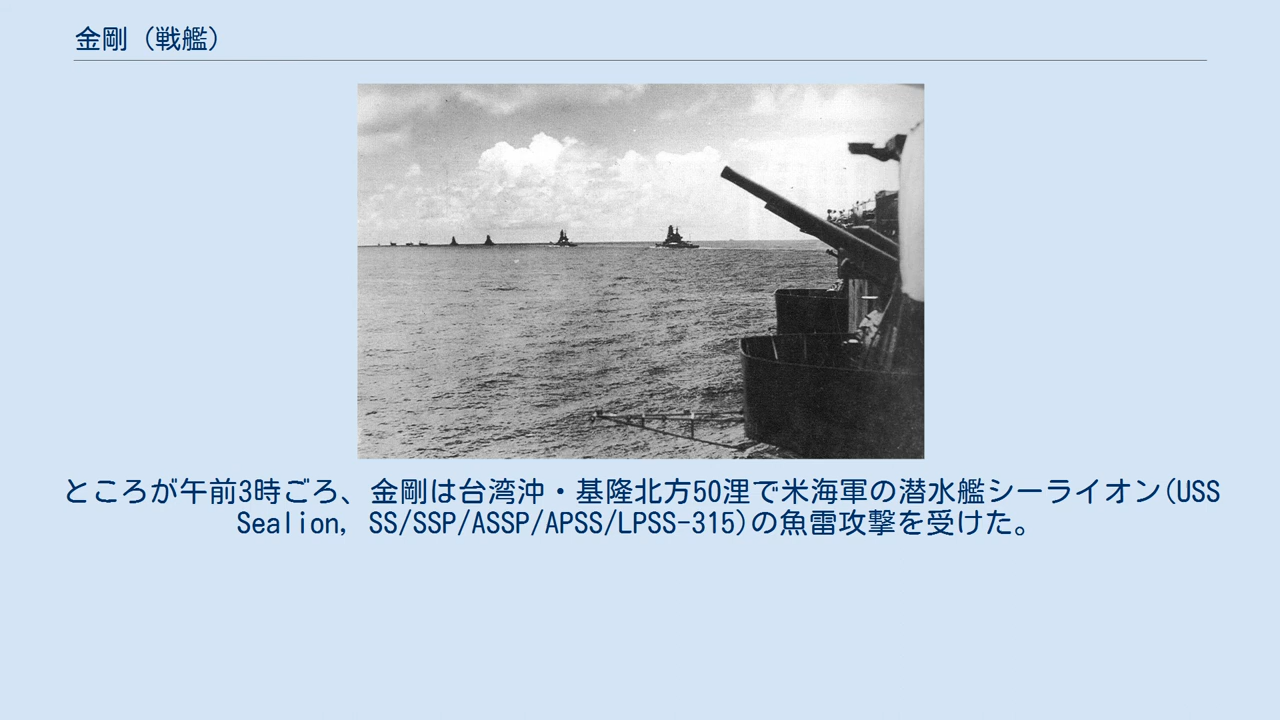 金剛（戦艦）
ところが午前3時ごろ、金剛は台湾沖・基隆北方50浬で米海軍の潜水艦シーライオン(USS
Sealion, SS/SSP/ASSP/APSS/LPSS-315)の魚雷攻撃を受けた。